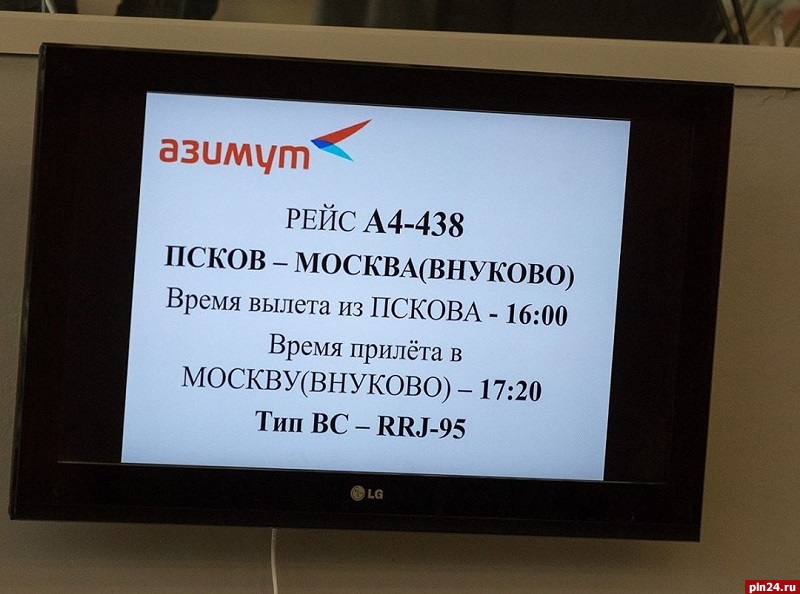 азимут
РЕЙС А4-438
ПСКОВ – МОСКВА(ВНУКОВО)
Время вылета из ПСКОВА - 16:00
Время прилёта в
МОСКВУ(ВНУКОВО) – 17:20
Тип ВС – RRJ-95
LG
pln24.ru